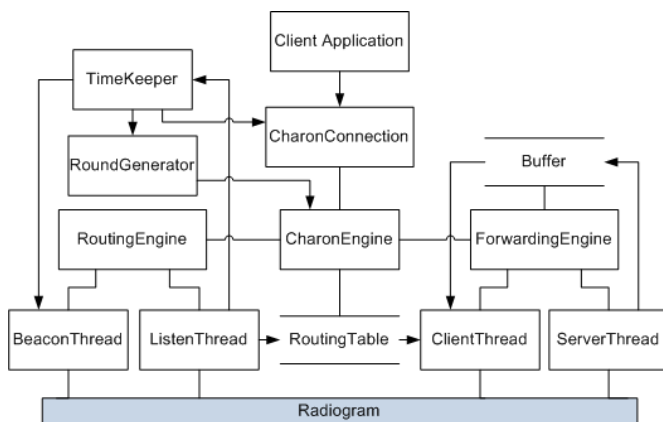 Client Application
TimeKeeper
CharonConnection
RoundGenerator
Buffer
RoutingEngine
CharonEngine
ForwardingEngine
BeaconThread
ListenThread
RoutingTable
ClientThread
ServerThread
Radiogram